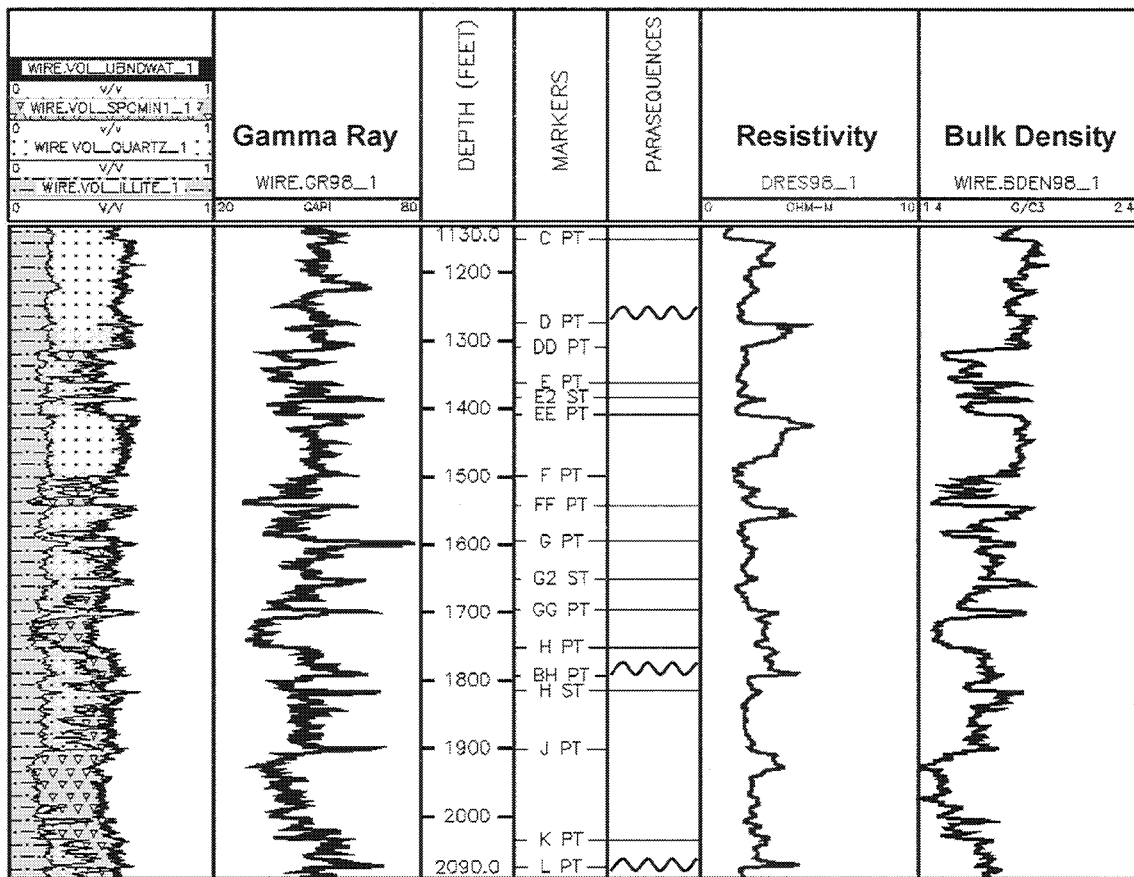 WIRE.VOL_UBNDWAT_1
0 V/V 1
WIRE.VOL_SPCMIN1_1
0 V/V 1
WIRE VOL_QUARTZ_1
0 V/V 1
WIRE.VOL_ILLITE_1
0 V/V 1
Gamma Ray
WIRE.GR98_1
20 GAPI 80
DEPTH (FEET)
MARKERS
PARASEQUENCES
Resistivity
DRES98_1
0 OHM-M 10
Bulk Density
WIRE.BDEN98_1
1 4 G/C3 2 4
1130.0 C PT
1200
D PT
1300
DD PT
E PT
E2 ST
1400
EE PT
1500 F PT
FF PT
1600 G PT
G2 ST
1700 GG PT
H PT
BH PT
1800
H ST
1900 J PT
2000
K PT
2090.0 L PT